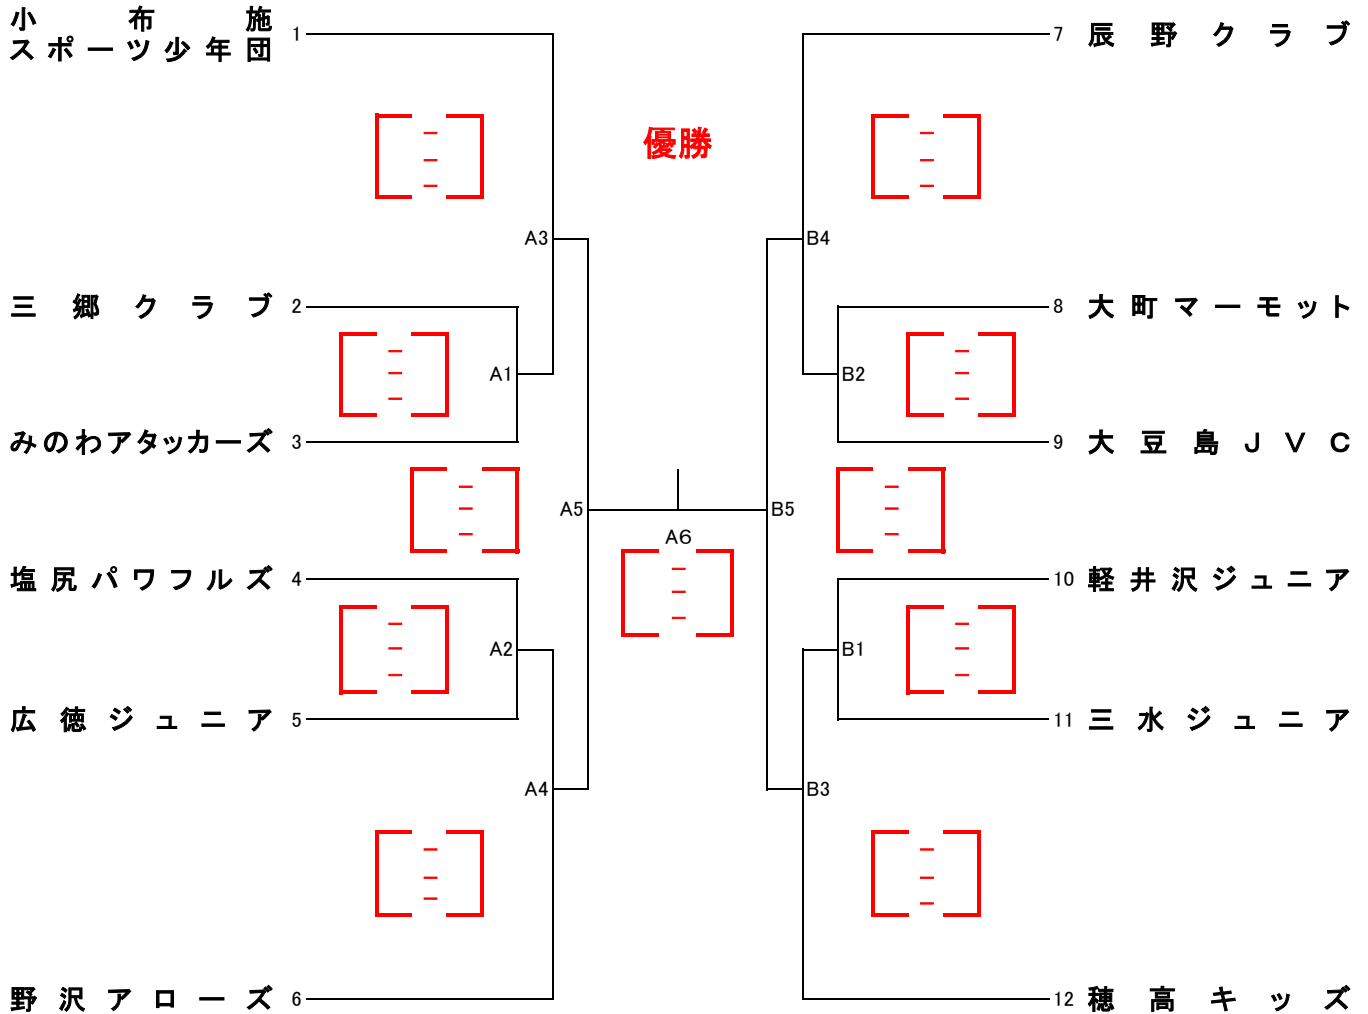 小布施
スポーツ少年団 1
7 辰野クラブ
優勝
A3
B4
三郷クラブ 2
8 大町マーモット
A1
B2
みのわアタッカーズ 3
9 大豆島JVC
A5
B5
A6
塩尻パワフルズ 4
10 軽井沢ジュニア
A2
B1
広徳ジュニア 5
11 三水ジュニア
A4
B3
野沢アローズ 6
12 穂高キッズ